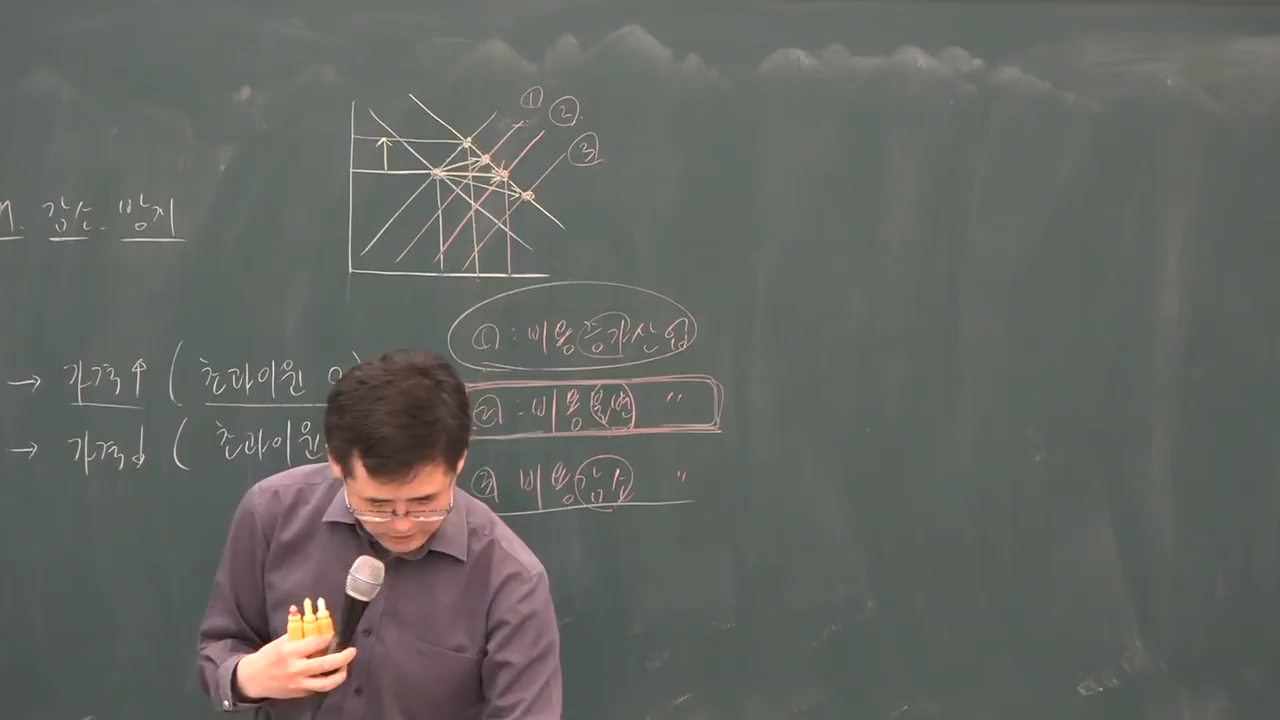 ① ② ③
감소 방지
→ 가격↑ ( 초과이윤
→ 가격↓ ( 초과이윤
① : 비용증가산업
② : 비용불변 〃
③ 비용감소 〃